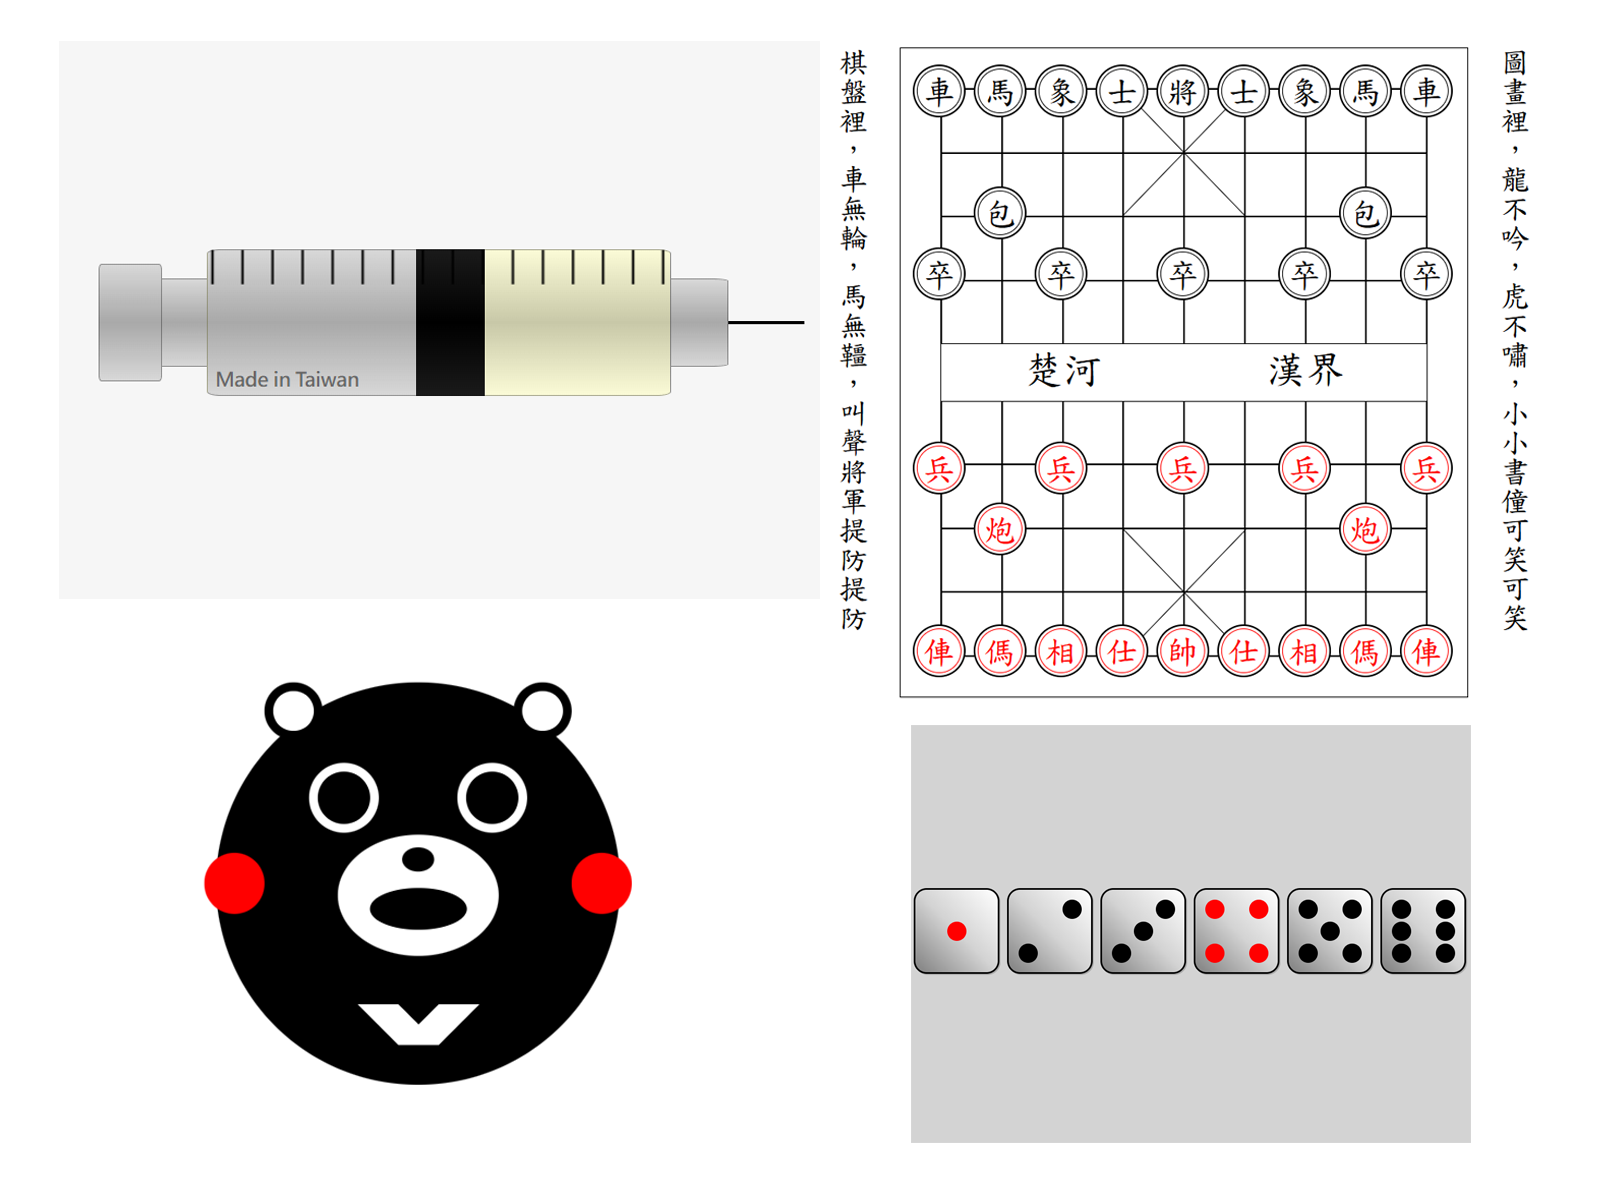 Made in Taiwan
棋盤裡，車無輪，馬無韁，叫聲將軍提防提防
車馬象士將士象馬車
包包
卒卒卒卒卒
楚河 漢界
兵兵兵兵兵
炮炮
俥傌相仕帥仕相傌俥
圖畫裡，龍不吟，虎不嘯，小小書僮可笑可笑